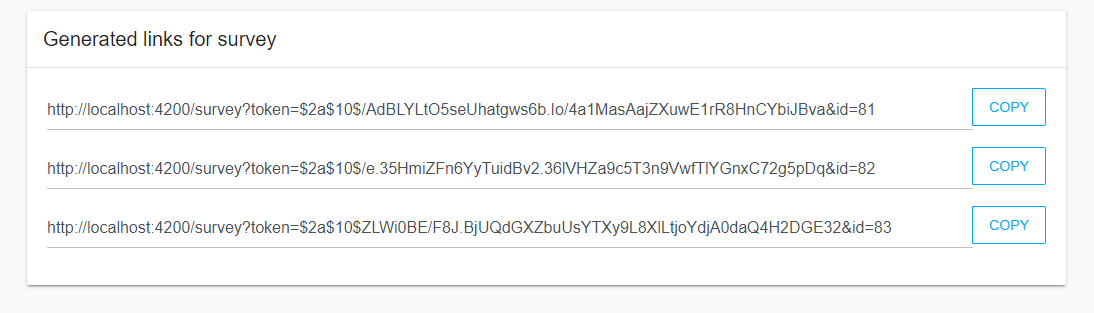 Generated links for survey
http://localhost:4200/survey?token=$2a$10$/AdBLYLtO5seUhatgws6b.Io/4a1MasAajZXuwE1rR8HnCYbiJBva&id=81 COPY
http://localhost:4200/survey?token=$2a$10$/e.35HmiZFn6YyTuidBv2.36lVHZa9c5T3n9VwfTlYGnxC72g5pDq&id=82 COPY
http://localhost:4200/survey?token=$2a$10$ZLWi0BE/F8J.BjUQdGXZbuUsYTXy9L8XlLtjoYdjA0daQ4H2DGE32&id=83 COPY